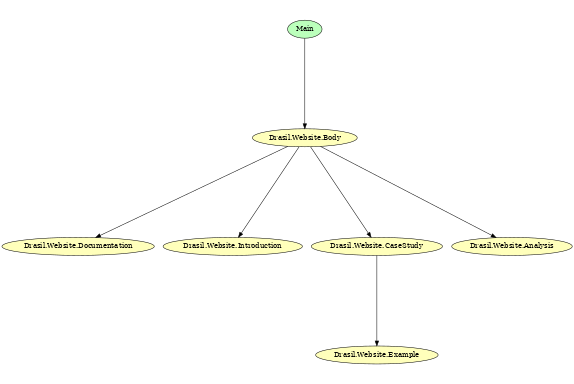 Main
Drasil.Website.Body
Drasil.Website.Documentation
Drasil.Website.Introduction
Drasil.Website.CaseStudy
Drasil.Website.Analysis
Drasil.Website.Example